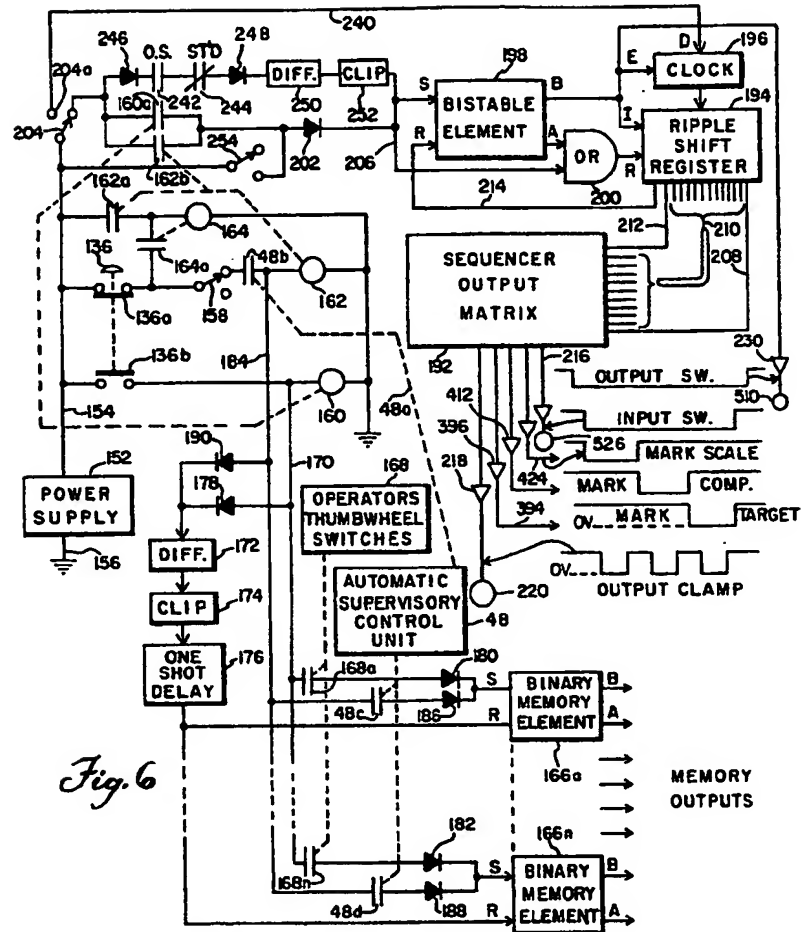 240
246
O.S.
STD
248
D
196
CLOCK
E
204a
204
160a
242
244
DIFF.
250
CLIP
252
198
S
B
BISTABLE
ELEMENT
R
A
I
194
RIPPLE
SHIFT
REGISTER
254
202
206
OR
200
R
162b
214
162a
164
212
210
208
136
164a
48b
162
158
136a
SEQUENCER
OUTPUT
MATRIX
192
216
230
136b
184
48a
OUTPUT SW.
510
160
412
INPUT SW.
154
396
526
170
218
424
MARK SCALE
190
152
POWER
SUPPLY
178
168
OPERATORS
THUMBWHEEL
SWITCHES
MARK
COMP.
394
OV
MARK
TARGET
156
DIFF.
172
AUTOMATIC
SUPERVISORY
CONTROL
UNIT
48
OV
220
OUTPUT CLAMP
CLIP
174
ONE
SHOT
DELAY
176
168a
180
S
BINARY
MEMORY
ELEMENT
B
48c
186
R
A
166a
Fig. 6
MEMORY
OUTPUTS
182
166n
168n
S
BINARY
MEMORY
ELEMENT
B
48d
188
R
A